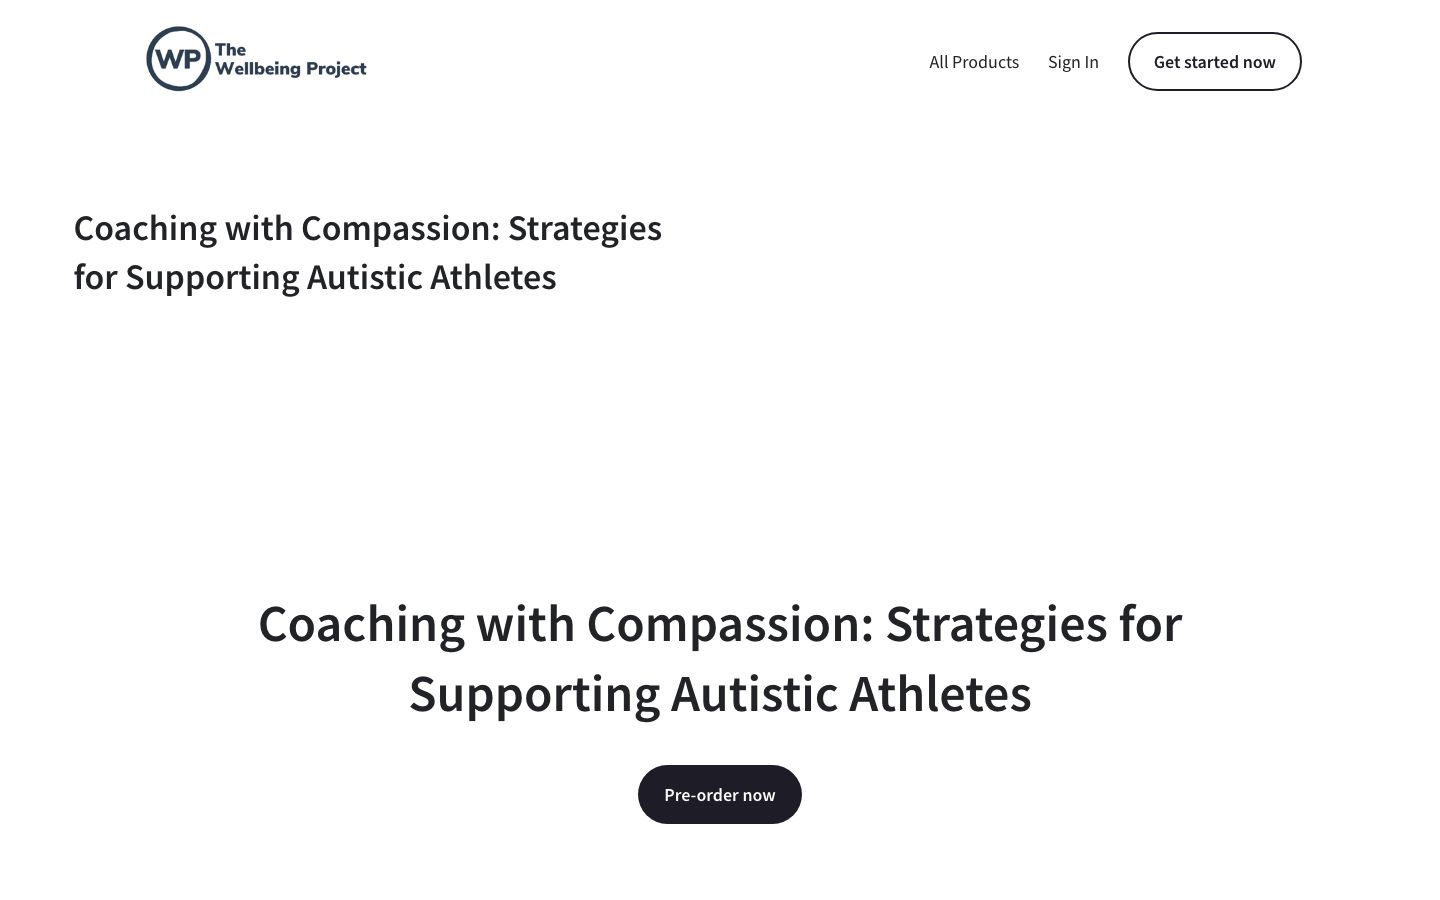 WP The
Wellbeing Project
All Products
Sign In
Get started now
Coaching with Compassion: Strategies
for Supporting Autistic Athletes
Coaching with Compassion: Strategies for
Supporting Autistic Athletes
Pre-order now